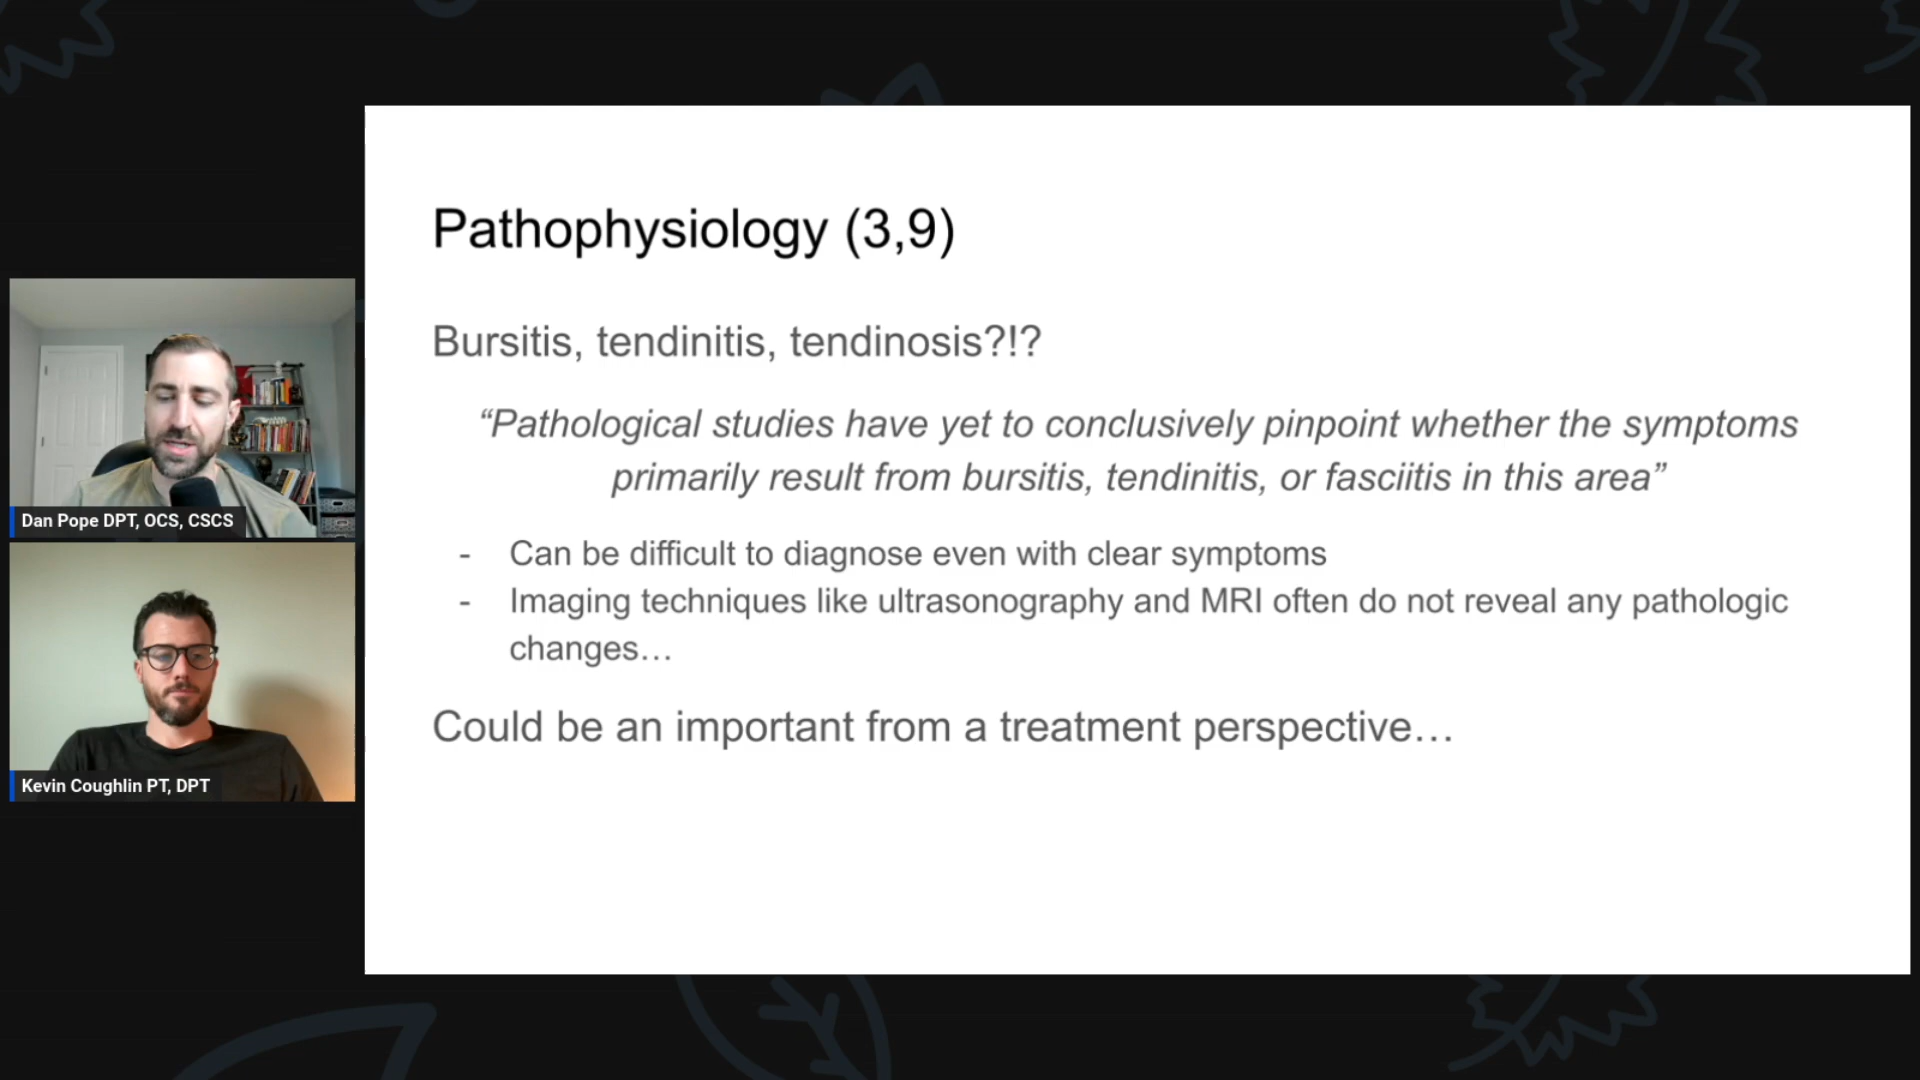 Pathophysiology (3,9)
Bursitis, tendinitis, tendinosis?!?
“Pathological studies have yet to conclusively pinpoint whether the symptoms
primarily result from bursitis, tendinitis, or fasciitis in this area”
- Can be difficult to diagnose even with clear symptoms
- Imaging techniques like ultrasonography and MRI often do not reveal any pathologic
changes…
Could be an important from a treatment perspective…
Dan Pope DPT, OCS, CSCS
Kevin Coughlin PT, DPT